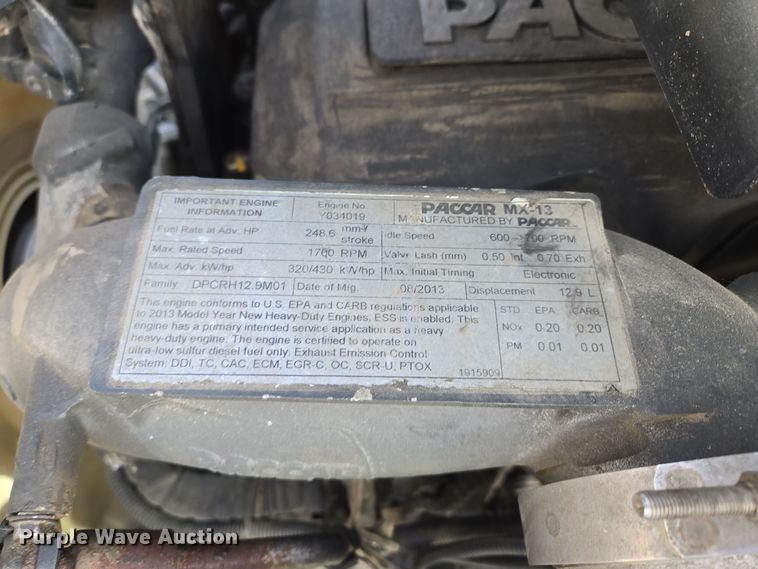 PACC
IMPORTANT ENGINE INFORMATION
Engine No. Y034019
PACCAR MX-13
MANUFACTURED BY PACCAR
Fuel Rate at Adv. HP 248.6 mm³/ stroke
Idle Speed 600 - 700 RPM
Max. Rated Speed 1700 RPM
Valve Lash (mm) 0.50 Int. 0.70 Exh
Max. Adv. kW/hp 320/430 kW/hp
Max. Initial Timing Electronic
Family DPCRH12.9M01
Date of Mfg. 08/2013
Displacement 12.9 L
This engine conforms to U.S. EPA and CARB regulations applicable
to 2013 Model Year New Heavy-Duty Engines. ESS is enabled. This
engine has a primary intended service application as a heavy
heavy-duty engine. The engine is certified to operate on
ultra-low sulfur diesel fuel only. Exhaust Emission Control
System: DDI, TC, CAC, ECM, EGR-C, OC, SCR-U, PTOX
STD EPA CARB
NOx 0.20 0.20
PM 0.01 0.01
1915909
Purple Wave Auction